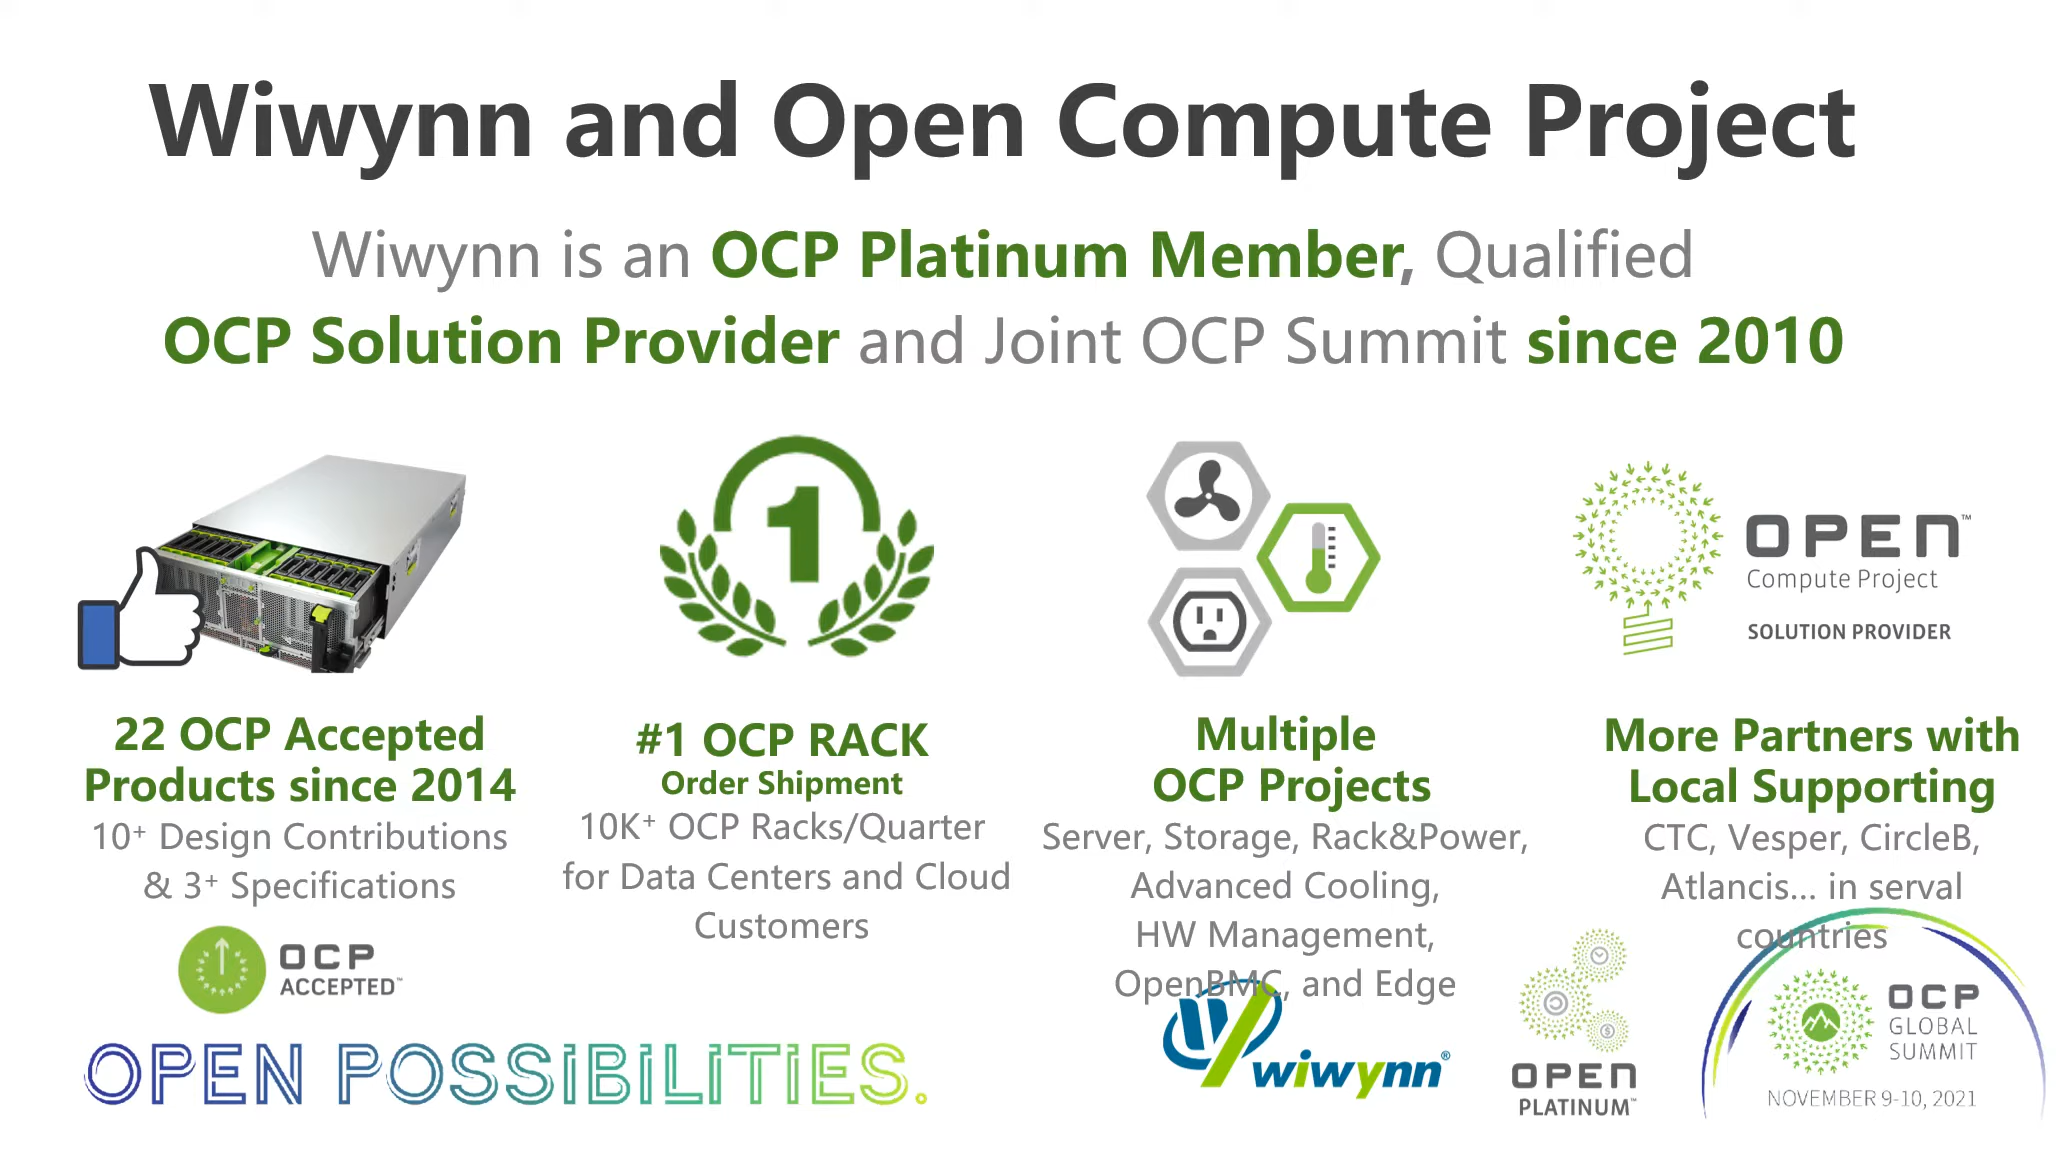 Wiwynn and Open Compute Project
Wiwynn is an OCP Platinum Member, Qualified
OCP Solution Provider and Joint OCP Summit since 2010
1
OPEN™
Compute Project
SOLUTION PROVIDER
22 OCP Accepted
Products since 2014
10⁺ Design Contributions
& 3⁺ Specifications
OCP
ACCEPTED™
#1 OCP RACK
Order Shipment
10K⁺ OCP Racks/Quarter
for Data Centers and Cloud
Customers
Multiple
OCP Projects
Server, Storage, Rack&Power,
Advanced Cooling,
HW Management,
OpenBMC, and Edge
More Partners with
Local Supporting
CTC, Vesper, CircleB,
Atlancis... in serval
countries
OPEN POSSIBILITIES.
wiwynn®
OPEN
PLATINUM™
OCP
GLOBAL
SUMMIT
NOVEMBER 9-10, 2021